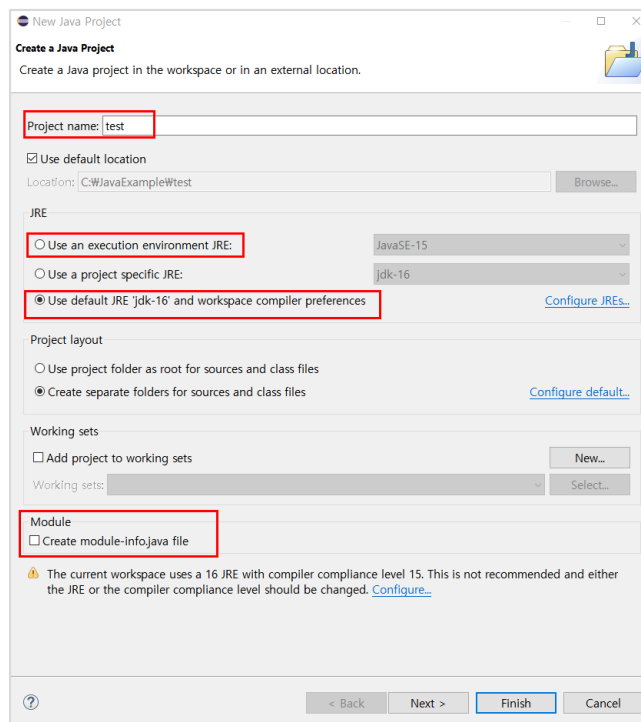 New Java Project
Create a Java Project
Create a Java project in the workspace or in an external location.
Project name: test
Use default location
Location: C:₩JavaExample₩test Browse...
JRE
Use an execution environment JRE: JavaSE-15
Use a project specific JRE: jdk-16
Use default JRE 'jdk-16' and workspace compiler preferences Configure JREs...
Project layout
Use project folder as root for sources and class files
Create separate folders for sources and class files Configure default...
Working sets
Add project to working sets New...
Working sets: Select...
Module
Create module-info.java file
The current workspace uses a 16 JRE with compiler compliance level 15. This is not recommended and either
the JRE or the compiler compliance level should be changed. Configure...
? < Back Next > Finish Cancel